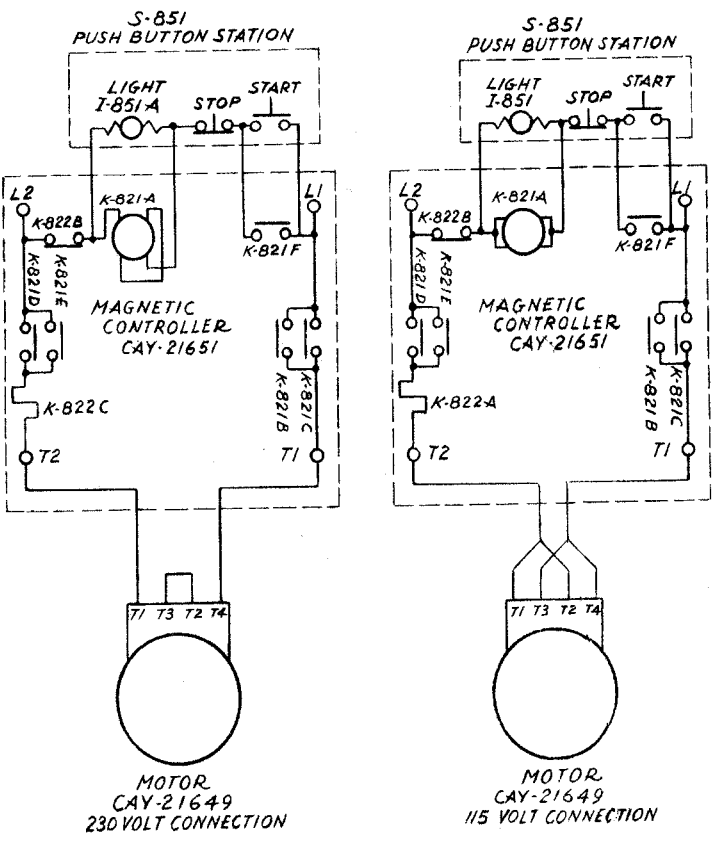 S-851
PUSH BUTTON STATION
LIGHT
I-851-A
STOP
START
L2
K-822B
K-821-A
L1
K-821F
K-821D
K-821E
MAGNETIC
CONTROLLER
CAY-21651
K-822C
K-821B
K-821C
T2
T1
T1 T3 T2 T4
MOTOR
CAY-21649
230 VOLT CONNECTION
S-851
PUSH BUTTON STATION
LIGHT
I-851
STOP
START
L2
K-822B
K-821A
L1
K-821F
K-821D
K-821E
MAGNETIC
CONTROLLER
CAY-21651
K-822-A
K-821B
K-821C
T2
T1
T1 T3 T2 T4
MOTOR
CAY-21649
115 VOLT CONNECTION